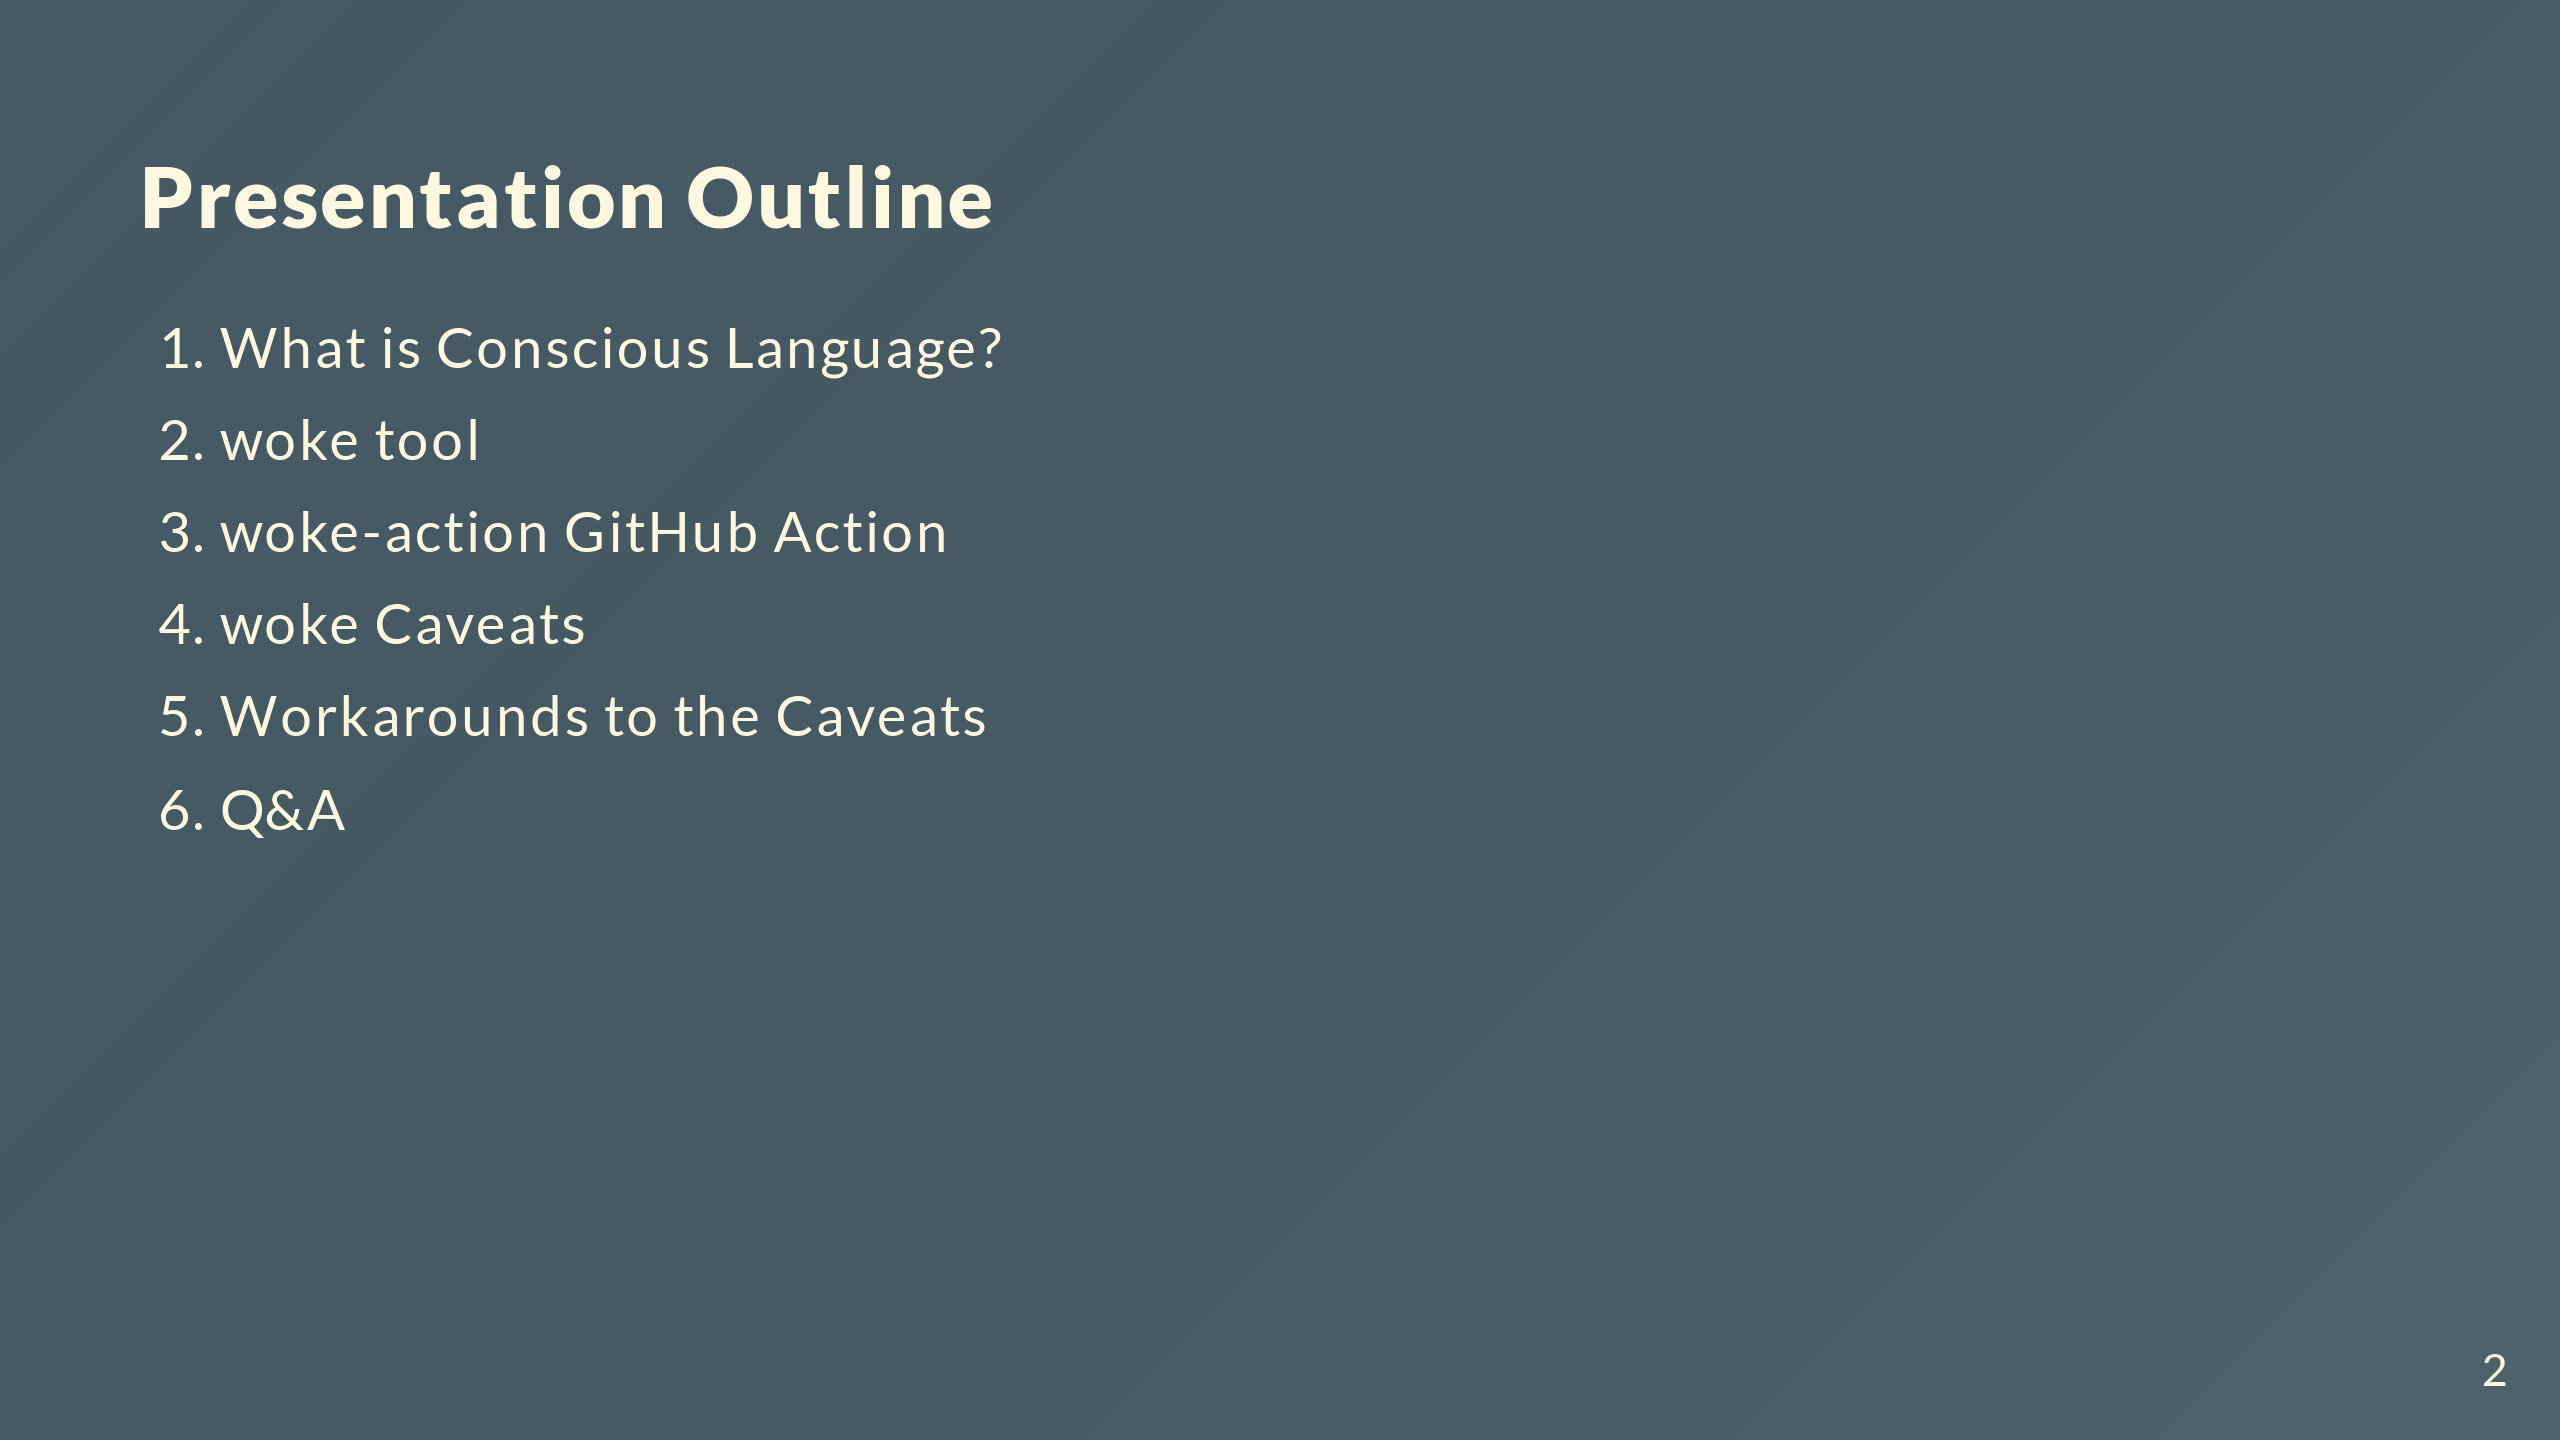 Presentation Outline
1. What is Conscious Language?
2. woke tool
3. woke-action GitHub Action
4. woke Caveats
5. Workarounds to the Caveats
6. Q&A
2